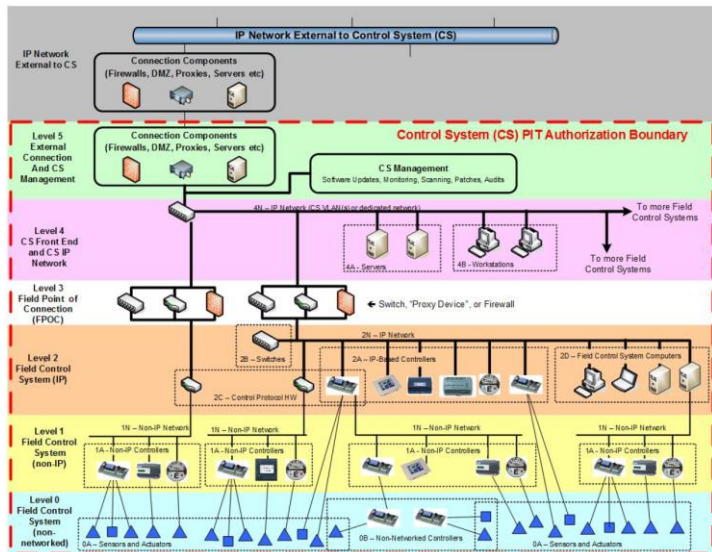 IP Network External to Control System (CS)
IP Network
External to CS
Connection Components
(Firewalls, DMZ, Proxies, Servers etc)
Level 5
External
Connection
And CS
Management
Connection Components
(Firewalls, DMZ, Proxies, Servers etc)
Control System (CS) PIT Authorization Boundary
CS Management
Software Updates, Monitoring, Scanning, Patches, Audits
Level 4
CS Front End
and CS IP
Network
4N – IP Network (CS VLAN(s) or dedicated network)
To more Field
Control Systems
4A - Servers
4B - Workstations
To more Field
Control Systems
Level 3
Field Point of
Connection
(FPOC)
Switch, "Proxy Device", or Firewall
Level 2
Field Control
System (IP)
2N – IP Network
2B – Switches
2A – IP-Based Controllers
2D – Field Control System Computers
2C – Control Protocol HW
Level 1
Field Control
System
(non-IP)
1N – Non-IP Network
1N – Non-IP Network
1N – Non-IP Network
1N – Non-IP Network
1A - Non-IP Controllers
1A - Non-IP Controllers
1A - Non-IP Controllers
1A - Non-IP Controllers
Level 0
Field Control
System
(non-
networked)
0A – Sensors and Actuators
0B – Non-Networked Controllers
0A – Sensors and Actuators